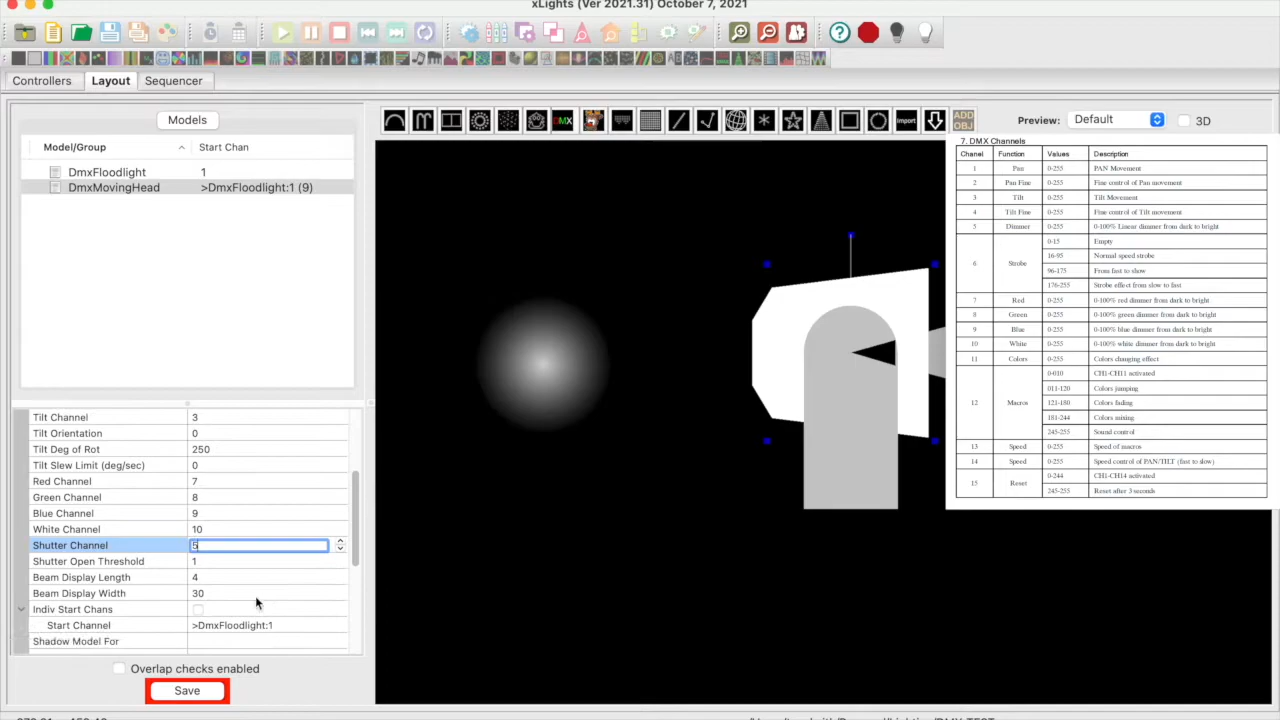 xLights (Ver 2021.31) October 7, 2021
Controllers Layout Sequencer
Models
Model/Group Start Chan
DmxFloodlight 1
DmxMovingHead >DmxFloodlight:1 (9)
Tilt Channel 3
Tilt Orientation 0
Tilt Deg of Rot 250
Tilt Slew Limit (deg/sec) 0
Red Channel 7
Green Channel 8
Blue Channel 9
White Channel 10
Shutter Channel 5
Shutter Open Threshold 1
Beam Display Length 4
Beam Display Width 30
Indiv Start Chans
Start Channel >DmxFloodlight:1
Shadow Model For
Overlap checks enabled
Save
DMX
Import
ADD
OBJ
Preview: Default 3D
7. DMX Channels
Chanel Function Values Description
1 Pan 0-255 PAN Movement
2 Pan Fine 0-255 Fine control of Pan movement
3 Tilt 0-255 Tilt Movement
4 Tilt Fine 0-255 Fine control of Tilt movement
5 Dimmer 0-255 0-100% Linear dimmer from dark to bright
6 Strobe 0-15 Empty
16-95 Normal speed strobe
96-175 From fast to show
176-255 Strobe effect from slow to fast
7 Red 0-255 0-100% red dimmer from dark to bright
8 Green 0-255 0-100% green dimmer from dark to bright
9 Blue 0-255 0-100% blue dimmer from dark to bright
10 White 0-255 0-100% white dimmer from dark to bright
11 Colors 0-255 Colors changing effect
12 Macros 0-010 CH1-CH11 activated
011-120 Colors jumping
121-180 Colors fading
181-244 Colors mixing
245-255 Sound control
13 Speed 0-255 Speed of macros
14 Speed 0-255 Speed control of PAN/TILT (fast to slow)
15 Reset 0-244 CH1-CH14 activated
245-255 Reset after 3 seconds